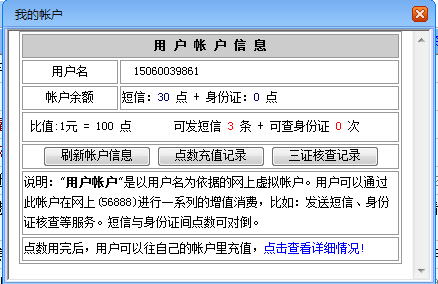 我的帐户
用 户 帐 户 信 息
用户名 15060039861
帐户余额 短信：30 点 + 身份证：0 点
比值:1元 = 100 点 可发短信 3 条 + 可查身份证 0 次
刷新帐户信息 点数充值记录 三证核查记录
说明：“用户帐户”是以用户名为依据的网上虚拟帐户。用户可以通过
此帐户在网上(56888)进行一系列的增值消费，比如：发送短信、身份
证核查等服务。短信与身份证间点数可对倒。
点数用完后，用户可以往自己的帐户里充值，点击查看详细情况!